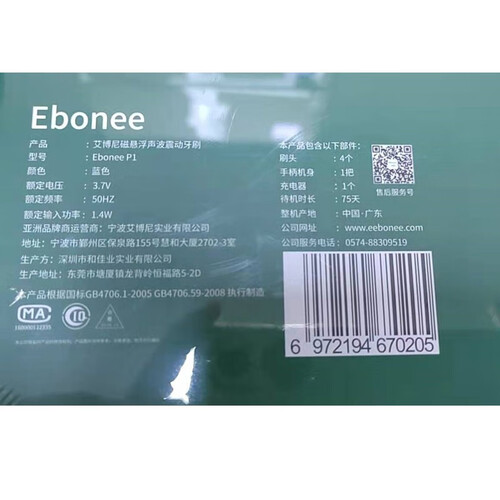 Ebonee
产品： 艾博尼磁悬浮声波震动牙刷
型号： Ebonee P1
颜色： 蓝色
额定电压： 3.7V
额定频率： 50HZ
额定输入功率：1.4W
亚洲品牌商运营商：宁波艾博尼实业有限公司
地址：宁波市鄞州区保泉路155号慧和大厦2702-3室
生产方：深圳市和佳业实业有限公司
生产地址：东莞市塘厦镇龙背岭恒福路5-2D
本产品根据国标GB4706.1-2005 GB4706.59-2008 执行制造
MA
本产品包含以下部件：
刷头： 4个
手柄机身： 1把
充电器： 1个
待机时长： 75天
整机产地： 中国·广东
公司网址： www.eebonee.com
公司电话： 0574-88309519
售后服务号
6 972194 670205